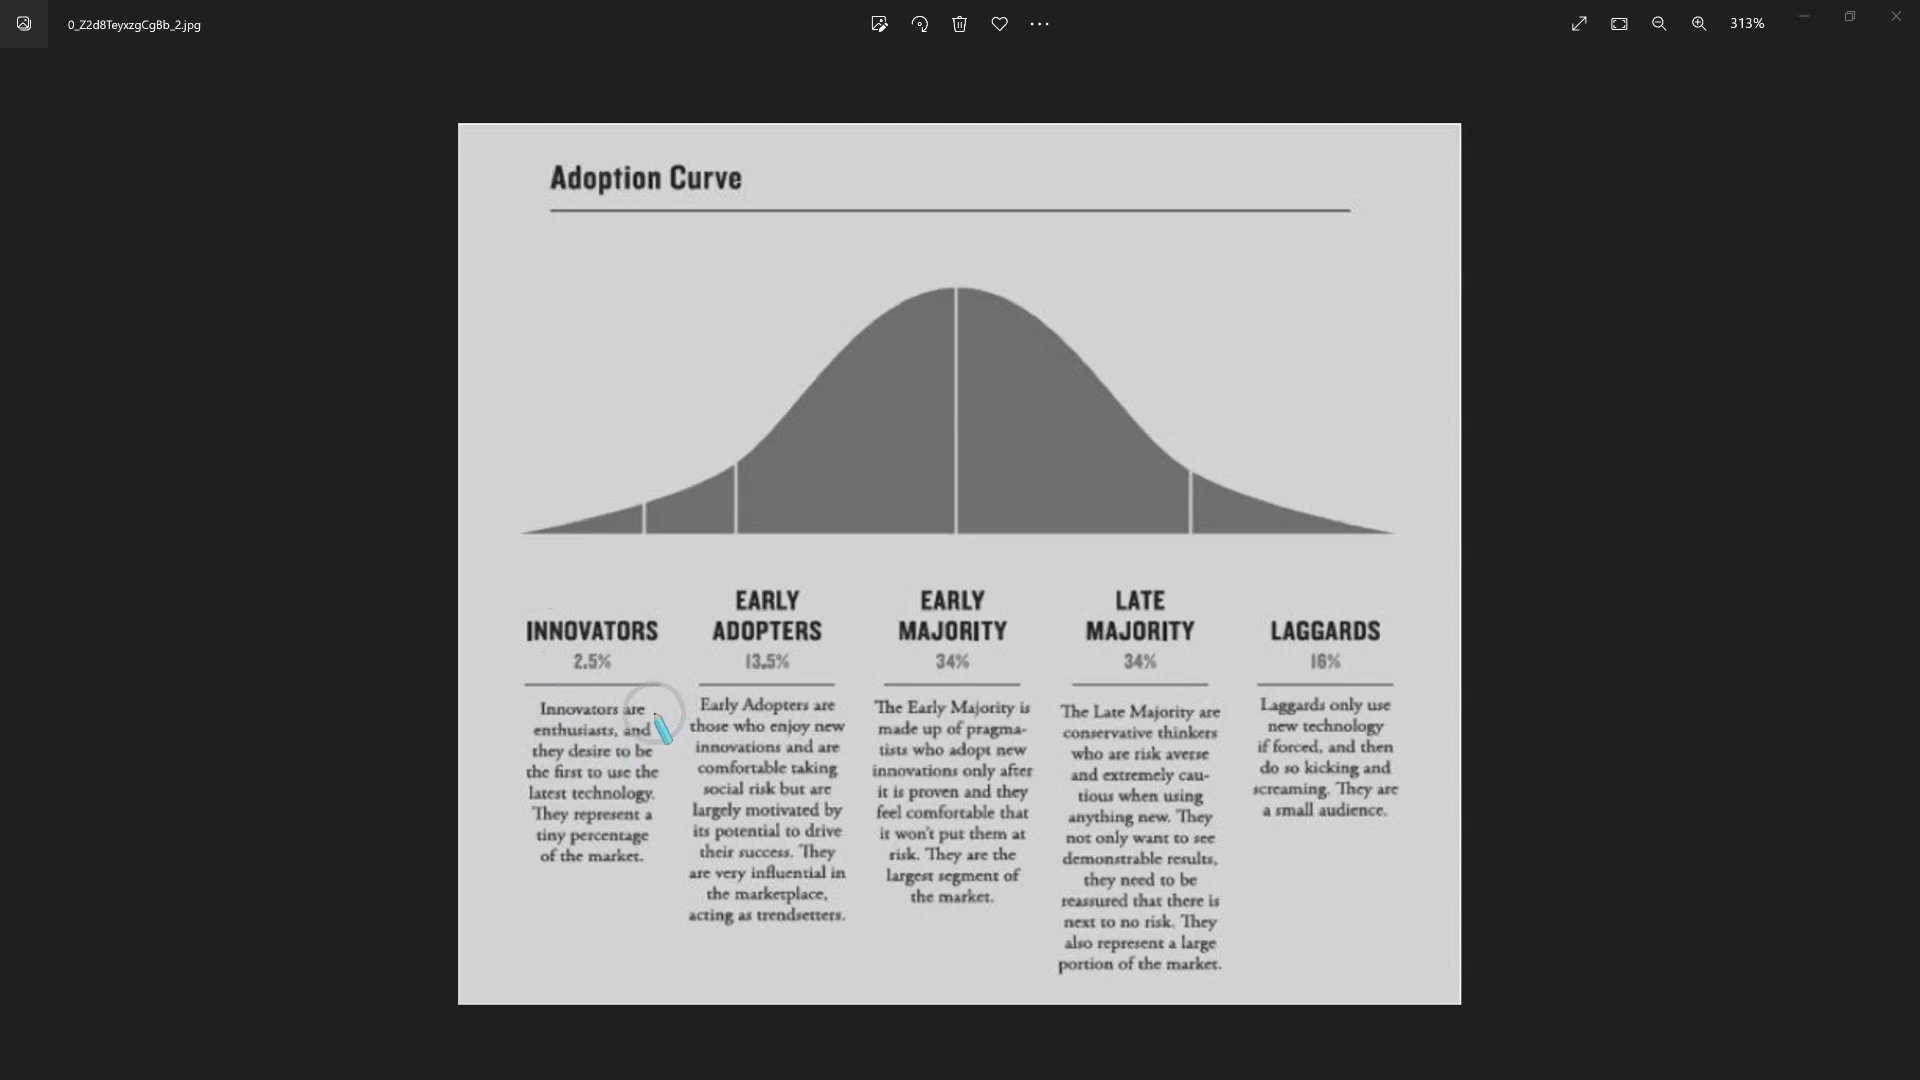 0_Z2d8TeyxzgCgBb_2.jpg
313%
Adoption Curve
INNOVATORS
2.5%
Innovators are
enthusiasts, and
they desire to be
the first to use the
latest technology.
They represent a
tiny percentage
of the market.
EARLY
ADOPTERS
13.5%
Early Adopters are
those who enjoy new
innovations and are
comfortable taking
social risk but are
largely motivated by
its potential to drive
their success. They
are very influential in
the marketplace,
acting as trendsetters.
EARLY
MAJORITY
34%
The Early Majority is
made up of pragma-
tists who adopt new
innovations only after
it is proven and they
feel comfortable that
it won't put them at
risk. They are the
largest segment of
the market.
LATE
MAJORITY
34%
The Late Majority are
conservative thinkers
who are risk averse
and extremely cau-
tious when using
anything new. They
not only want to see
demonstrable results,
they need to be
reassured that there is
next to no risk. They
also represent a large
portion of the market.
LAGGARDS
16%
Laggards only use
new technology
if forced, and then
do so kicking and
screaming. They are
a small audience.